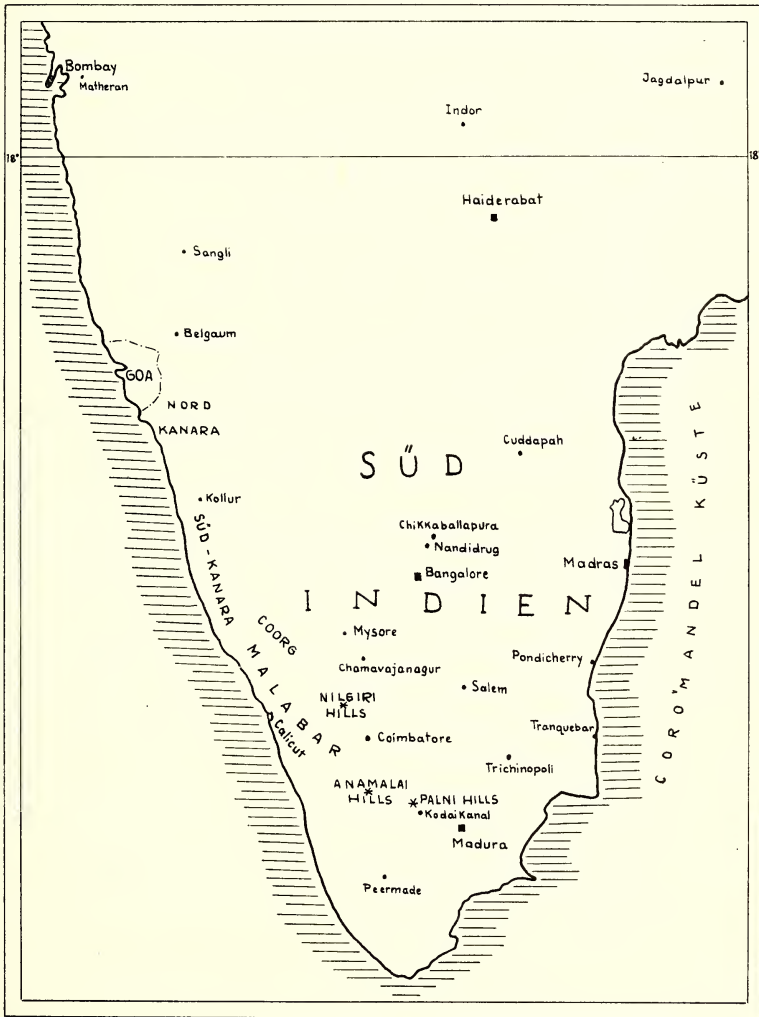 Bombay
Matheran
Jagdalpur
Indor
18°
18
Haiderabat
Sangli
Belgaum
GOA
NORD
KANARA
Cuddapah
SÜD
Kollur
Chikkaballapura
Nandidrug
Bangalore
Madras
SÜD-KANARA
COORG
INDIEN
Mysore
Chamavajanagur
Pondicherry
MALABAR
Salem
NILGIRI
HILLS
Calicut
Coimbatore
Tranquebar
Trichinopoli
COROMANDEL KÜSTE
ANAMALAI
HILLS
PALNI HILLS
Kodaikanal
Madura
Peermade